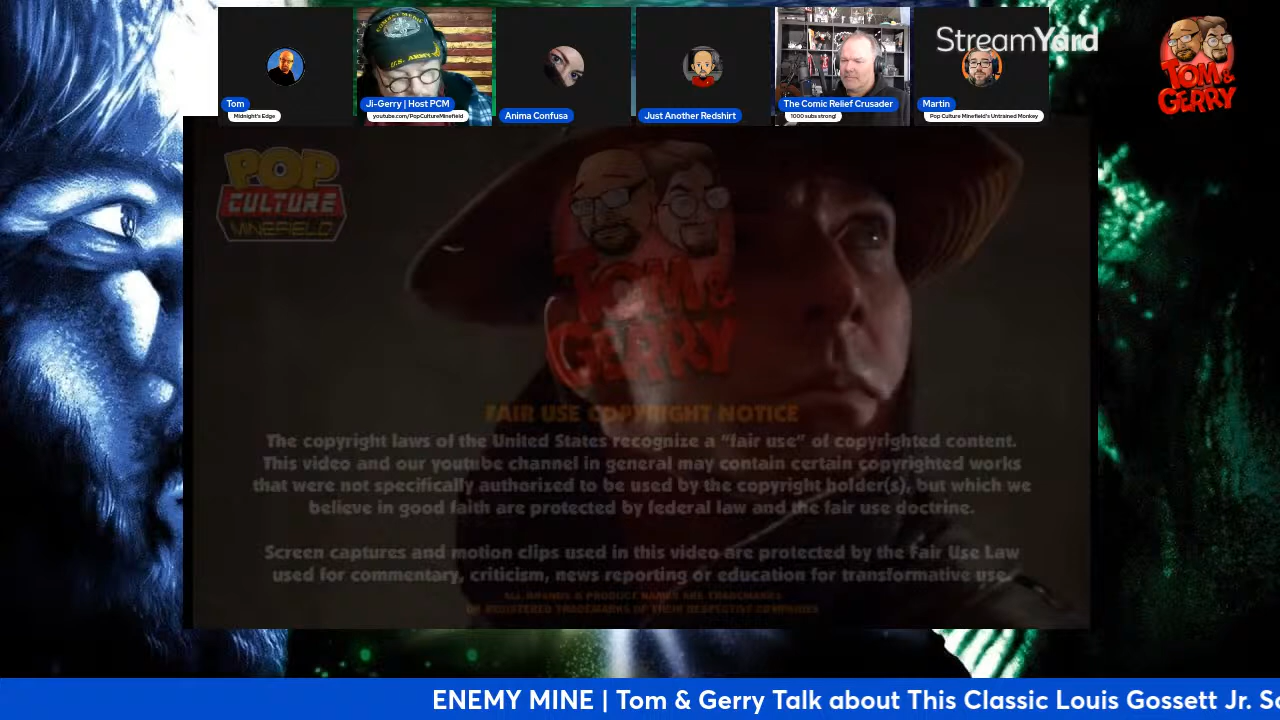 COMBAT MEDIC
U.S. ARMY
StreamYard
Tom
Midnight's Edge
Ji-Gerry | Host PCM
youtube.com/PopCultureMinefield
Anima Confusa
Just Another Redshirt
The Comic Relief Crusader
1000 subs strong!
Martin
Pop Culture Minefield's Untrained Monkey
TOM &
GERRY
POP
CULTURE
MINEFIELD
TOM &
GERRY
FAIR USE COPYRIGHT NOTICE
The copyright laws of the United States recognize a "fair use" of copyrighted content.
This video and our youtube channel in general may contain certain copyrighted works
that were not specifically authorized to be used by the copyright holder(s), but which we
believe in good faith are protected by federal law and the fair use doctrine.
Screen captures and motion clips used in this video are protected by the Fair Use Law
used for commentary, criticism, news reporting or education for transformative use.
ALL BRANDS & PRODUCT NAMES ARE TRADEMARKS
OR REGISTERED TRADEMARKS OF THEIR RESPECTIVE COMPANIES
ENEMY MINE | Tom & Gerry Talk about This Classic Louis Gossett Jr. Sc